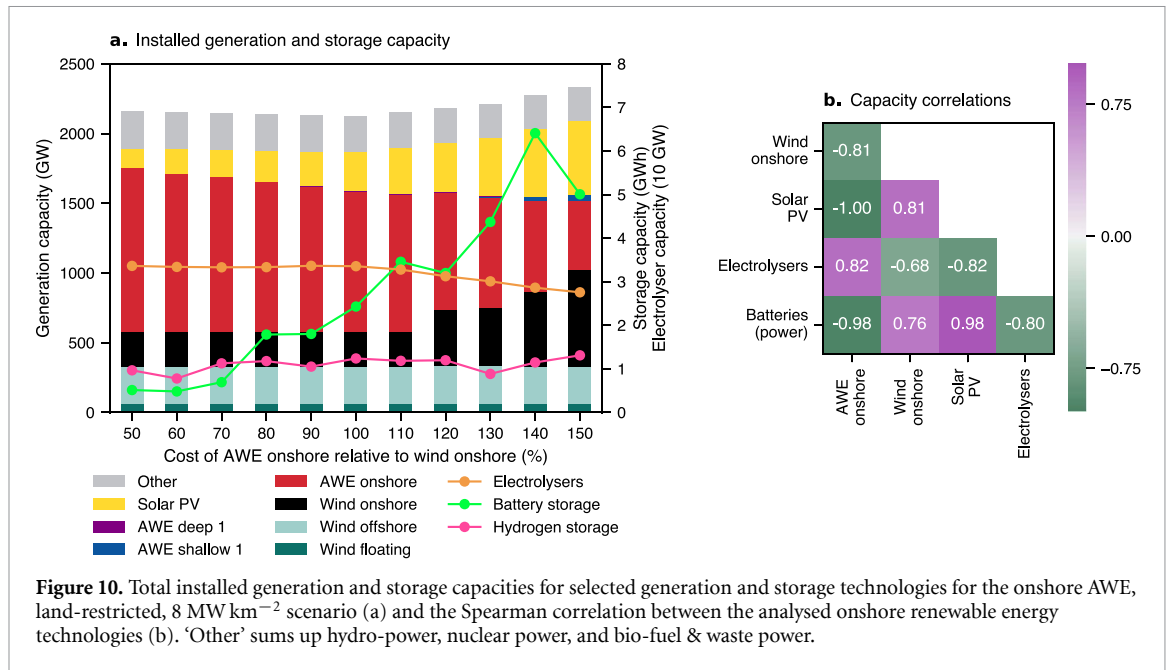 a. Installed generation and storage capacity
2500
2000
1500
1000
500
0
Generation capacity (GW)
8
7
6
5
4
3
2
1
0
Storage capacity (GWh)
Electrolyser capacity (10 GW)
50 60 70 80 90 100 110 120 130 140 150
Cost of AWE onshore relative to wind onshore (%)
Other
Solar PV
AWE deep 1
AWE shallow 1
AWE onshore
Wind onshore
Wind offshore
Wind floating
Electrolysers
Battery storage
Hydrogen storage
b. Capacity correlations
Wind
onshore
-0.81
Solar
PV
-1.00 0.81
Electrolysers
0.82 -0.68 -0.82
Batteries
(power)
-0.98 0.76 0.98 -0.80
AWE
onshore
Wind
onshore
Solar
PV
Electrolysers
0.75
0.00
−0.75
Figure 10. Total installed generation and storage capacities for selected generation and storage technologies for the onshore AWE,
land-restricted, 8 MW km−2 scenario (a) and the Spearman correlation between the analysed onshore renewable energy
technologies (b). ‘Other’ sums up hydro-power, nuclear power, and bio-fuel & waste power.